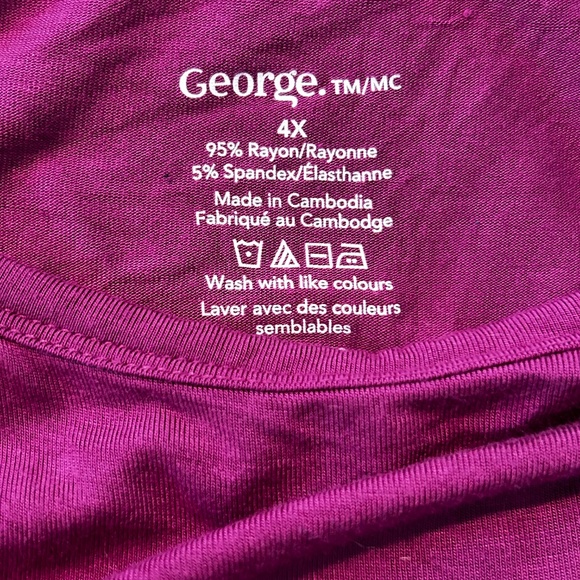 George. TM/MC
4X
95% Rayon/Rayonne
5% Spandex/Élasthanne
Made in Cambodia
Fabriqué au Cambodge
Wash with like colours
Laver avec des couleurs
semblables